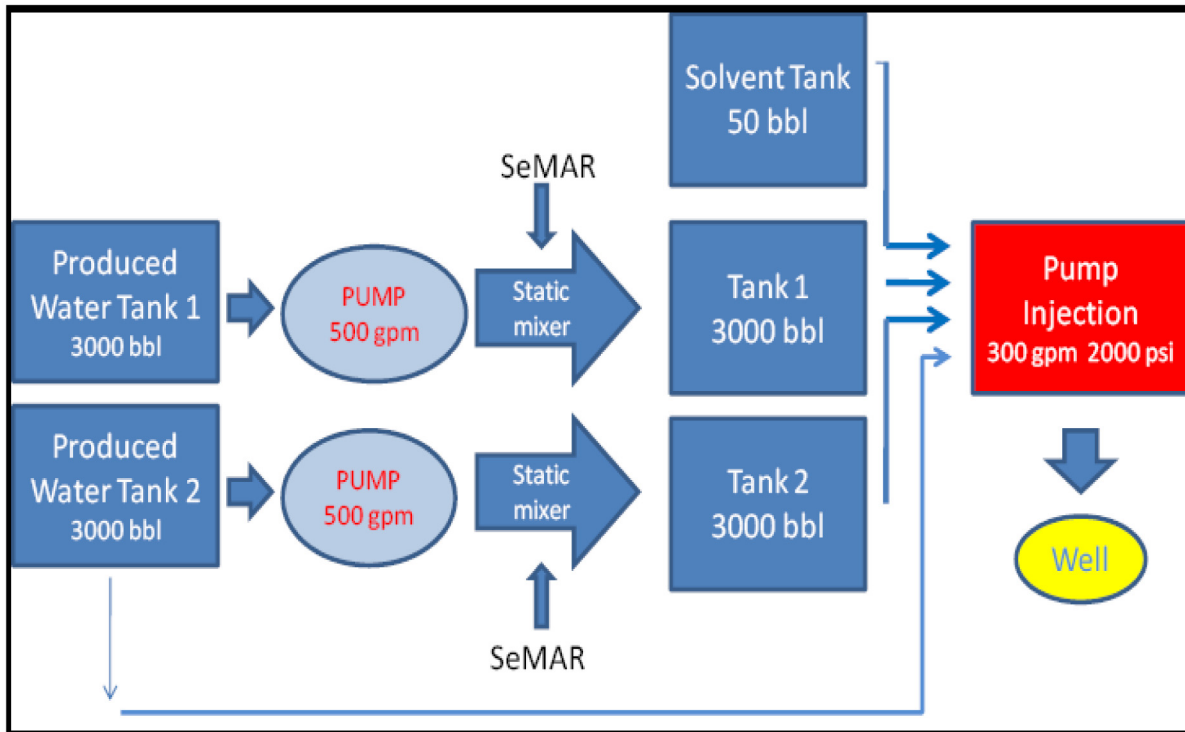 Solvent Tank
50 bbl
SeMAR
Produced
Water Tank 1
3000 bbl
PUMP
500 gpm
Static
mixer
Tank 1
3000 bbl
Pump
Injection
300 gpm 2000 psi
Produced
Water Tank 2
3000 bbl
PUMP
500 gpm
Static
mixer
Tank 2
3000 bbl
Well
SeMAR